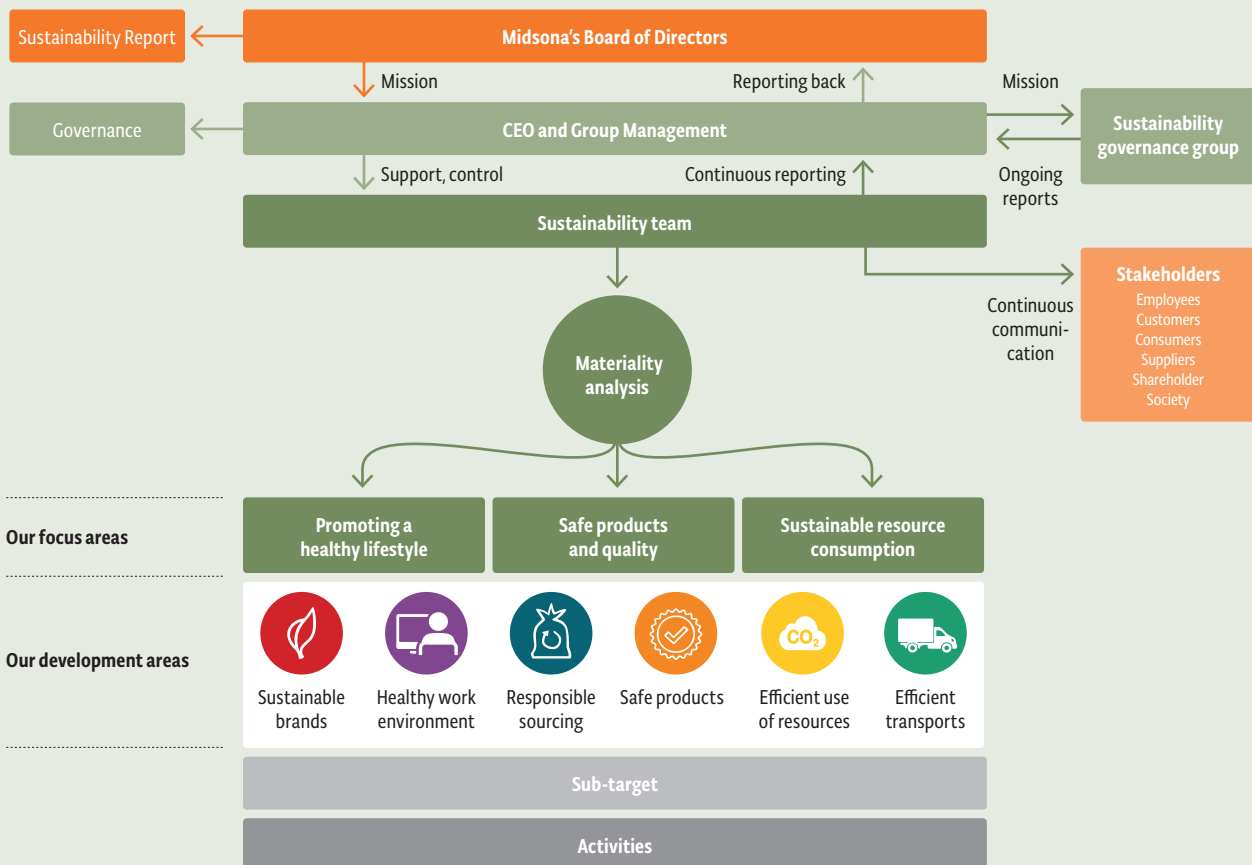 Sustainability Report
Midsona's Board of Directors
Mission
Reporting back
Mission
Governance
CEO and Group Management
Sustainability
governance group
Support, control
Continuous reporting
Ongoing
reports
Sustainability team
Stakeholders
Employees
Customers
Consumers
Suppliers
Shareholder
Society
Continuous
communi-
cation
Materiality
analysis
Our focus areas
Promoting a
healthy lifestyle
Safe products
and quality
Sustainable resource
consumption
Our development areas
CO2
Sustainable
brands
Healthy work
environment
Responsible
sourcing
Safe products
Efficient use
of resources
Efficient
transports
Sub-target
Activities